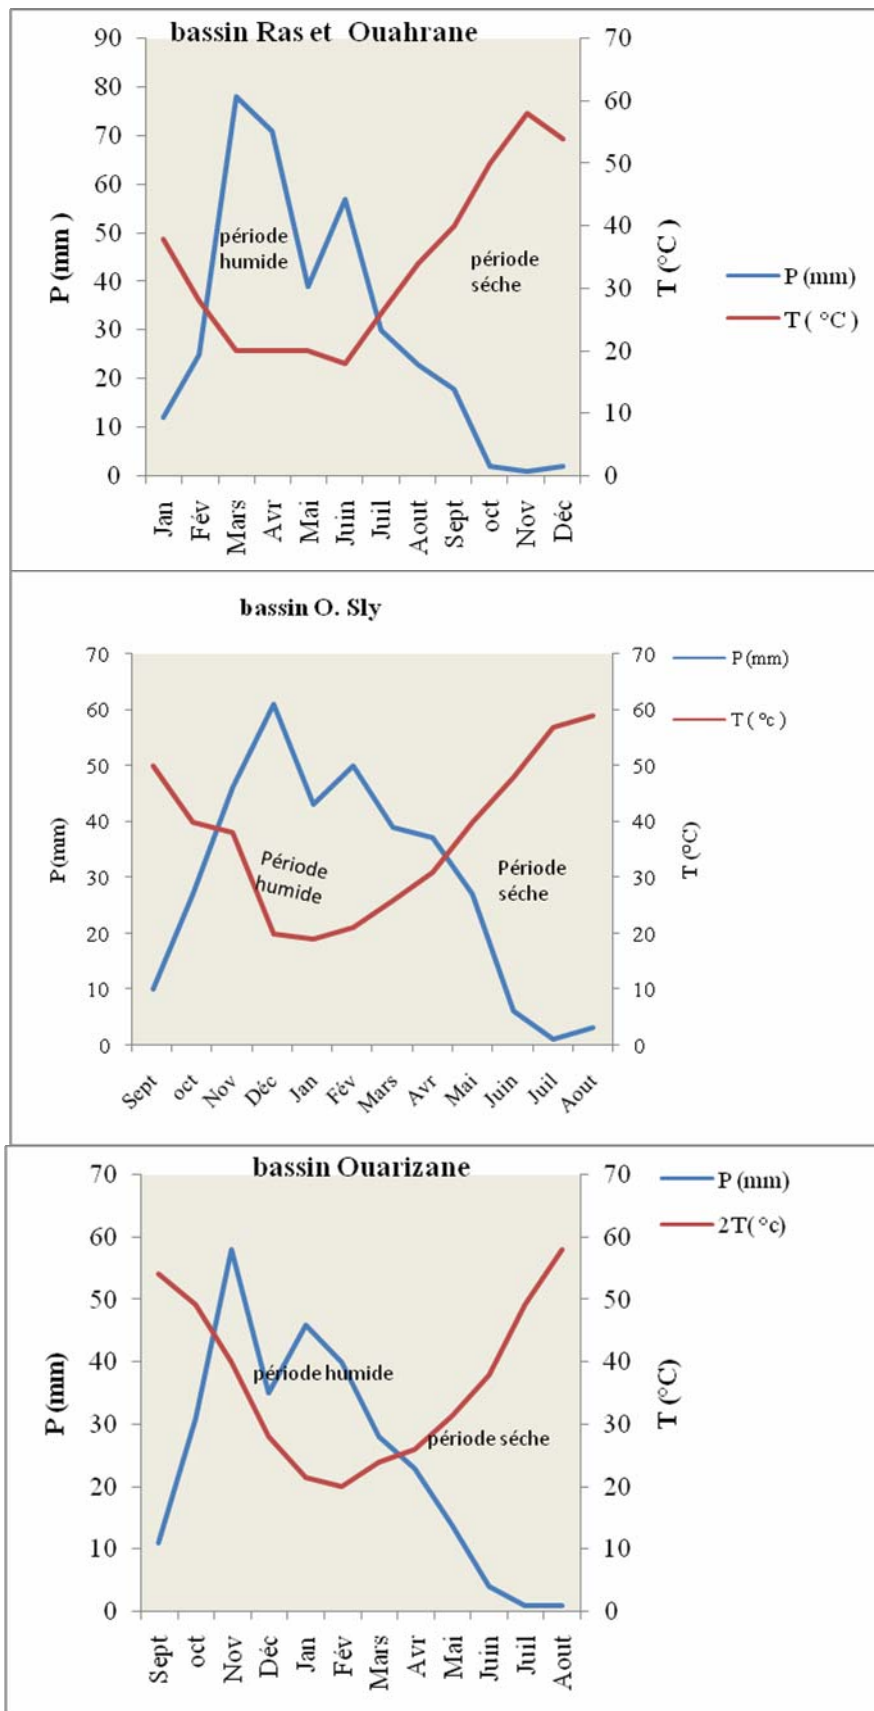 bassin Ras et Ouahrane
90
80
70
60
50
40
30
20
10
0
P (mm )
période
humide
période
séche
70
60
50
40
30
20
10
0
T ( °C )
P (mm)
T ( °C )
Jan
Fév
Mars
Avr
Mai
Juin
Juil
Aout
Sept
oct
Nov
Déc
bassin O. Sly
70
60
50
40
30
20
10
0
P(mm)
Période
humide
Période
séche
70
60
50
40
30
20
10
0
T (°C)
P (mm)
T ( °c )
Sept
oct
Nov
Déc
Jan
Fév
Mars
Avr
Mai
Juin
Juil
Aout
bassin Ouarizane
70
60
50
40
30
20
10
0
P (mm)
période humide
période séche
70
60
50
40
30
20
10
0
T (°C)
P (mm)
2T( °c)
Sept
oct
Nov
Déc
Jan
Fév
Mars
Avr
Mai
Juin
Juil
Aout